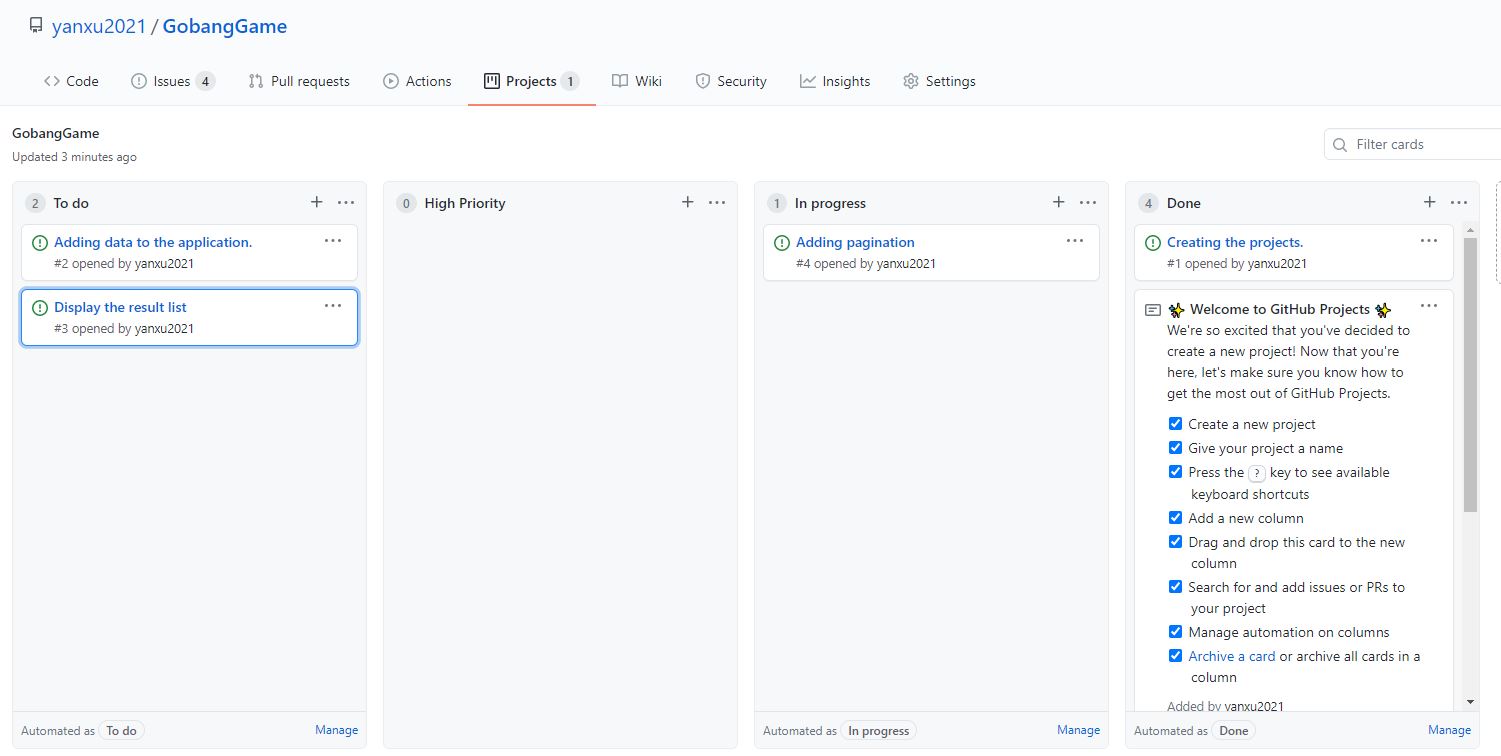 yanxu2021 / GobangGame
Code Issues 4 Pull requests Actions Projects 1 Wiki Security Insights Settings
GobangGame
Updated 3 minutes ago
Filter cards
2 To do
Adding data to the application.
#2 opened by yanxu2021
Display the result list
#3 opened by yanxu2021
Automated as To do Manage
0 High Priority
1 In progress
Adding pagination
#4 opened by yanxu2021
Automated as In progress Manage
4 Done
Creating the projects.
#1 opened by yanxu2021
✨ Welcome to GitHub Projects ✨
We're so excited that you've decided to
create a new project! Now that you're
here, let's make sure you know how to
get the most out of GitHub Projects.
Create a new project
Give your project a name
Press the ? key to see available
keyboard shortcuts
Add a new column
Drag and drop this card to the new
column
Search for and add issues or PRs to
your project
Manage automation on columns
Archive a card or archive all cards in a
column
Added by yanxu2021
Automated as Done Manage